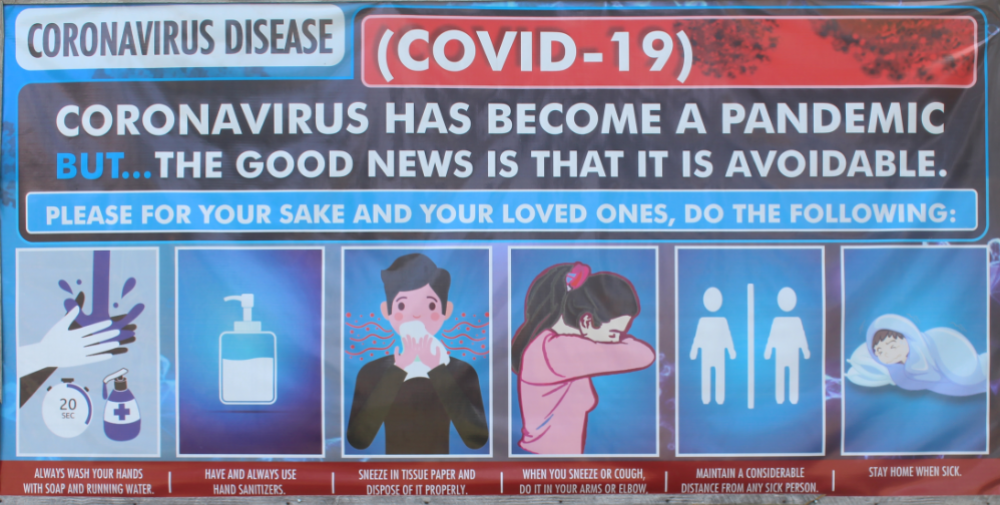 CORONAVIRUS DISEASE
(COVID-19)
CORONAVIRUS HAS BECOME A PANDEMIC
BUT...THE GOOD NEWS IS THAT IT IS AVOIDABLE.
PLEASE FOR YOUR SAKE AND YOUR LOVED ONES, DO THE FOLLOWING:
20
SEC
ALWAYS WASH YOUR HANDS
WITH SOAP AND RUNNING WATER.
HAVE AND ALWAYS USE
HAND SANITIZERS.
SNEEZE IN TISSUE PAPER AND
DISPOSE OF IT PROPERLY.
WHEN YOU SNEEZE OR COUGH,
DO IT IN YOUR ARMS OR ELBOW.
MAINTAIN A CONSIDERABLE
DISTANCE FROM ANY SICK PERSON.
STAY HOME WHEN SICK.